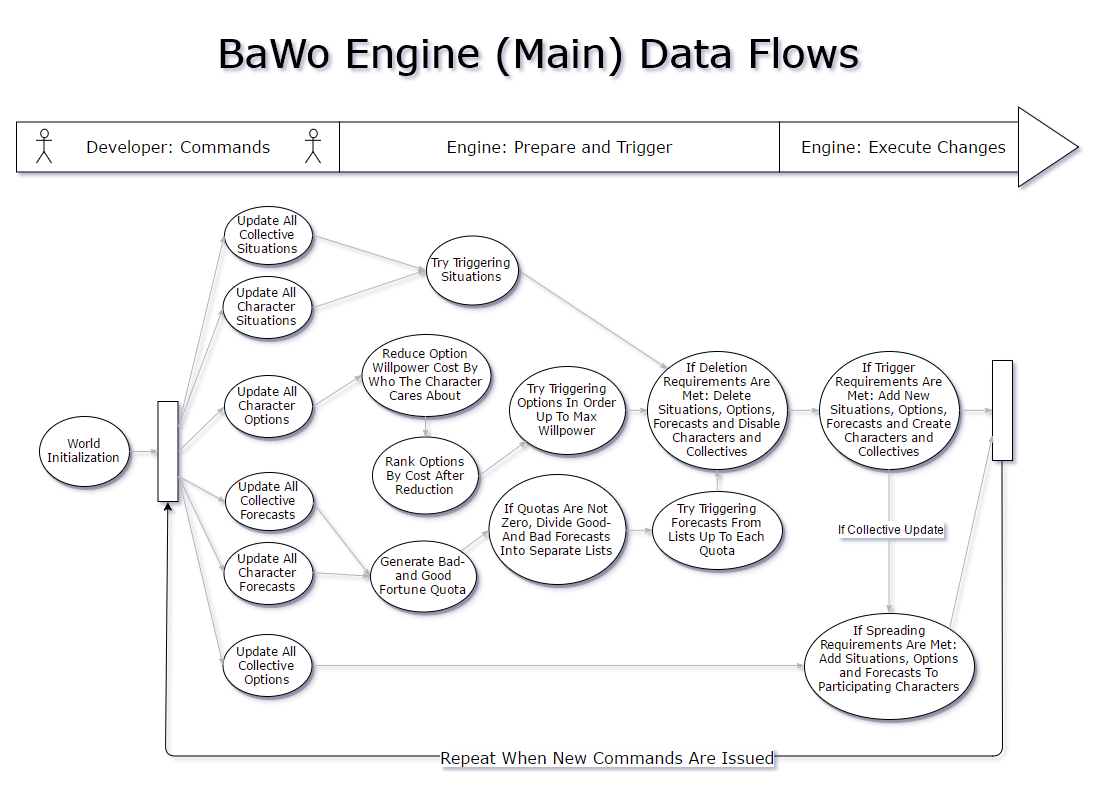 BaWo Engine (Main) Data Flows
Developer: Commands
Engine: Prepare and Trigger
Engine: Execute Changes
Update All
Collective
Situations
Update All
Character
Situations
Try Triggering
Situations
World
Initialization
Update All
Character
Options
Reduce Option
Willpower Cost By
Who The Character
Cares About
Rank Options
By Cost After
Reduction
Try Triggering
Options In Order
Up To Max
Willpower
If Deletion
Requirements Are
Met: Delete
Situations, Options,
Forecasts and Disable
Characters and
Collectives
If Trigger
Requirements Are
Met: Add New
Situations, Options,
Forecasts and Create
Characters and
Collectives
Update All
Collective
Forecasts
Update All
Character
Forecasts
Generate Bad-
and Good
Fortune Quota
If Quotas Are Not
Zero, Divide Good-
And Bad Forecasts
Into Separate Lists
Try Triggering
Forecasts From
Lists Up To Each
Quota
If Collective Update
Update All
Collective
Options
If Spreading
Requirements Are Met:
Add Situations, Options
and Forecasts To
Participating Characters
Repeat When New Commands Are Issued